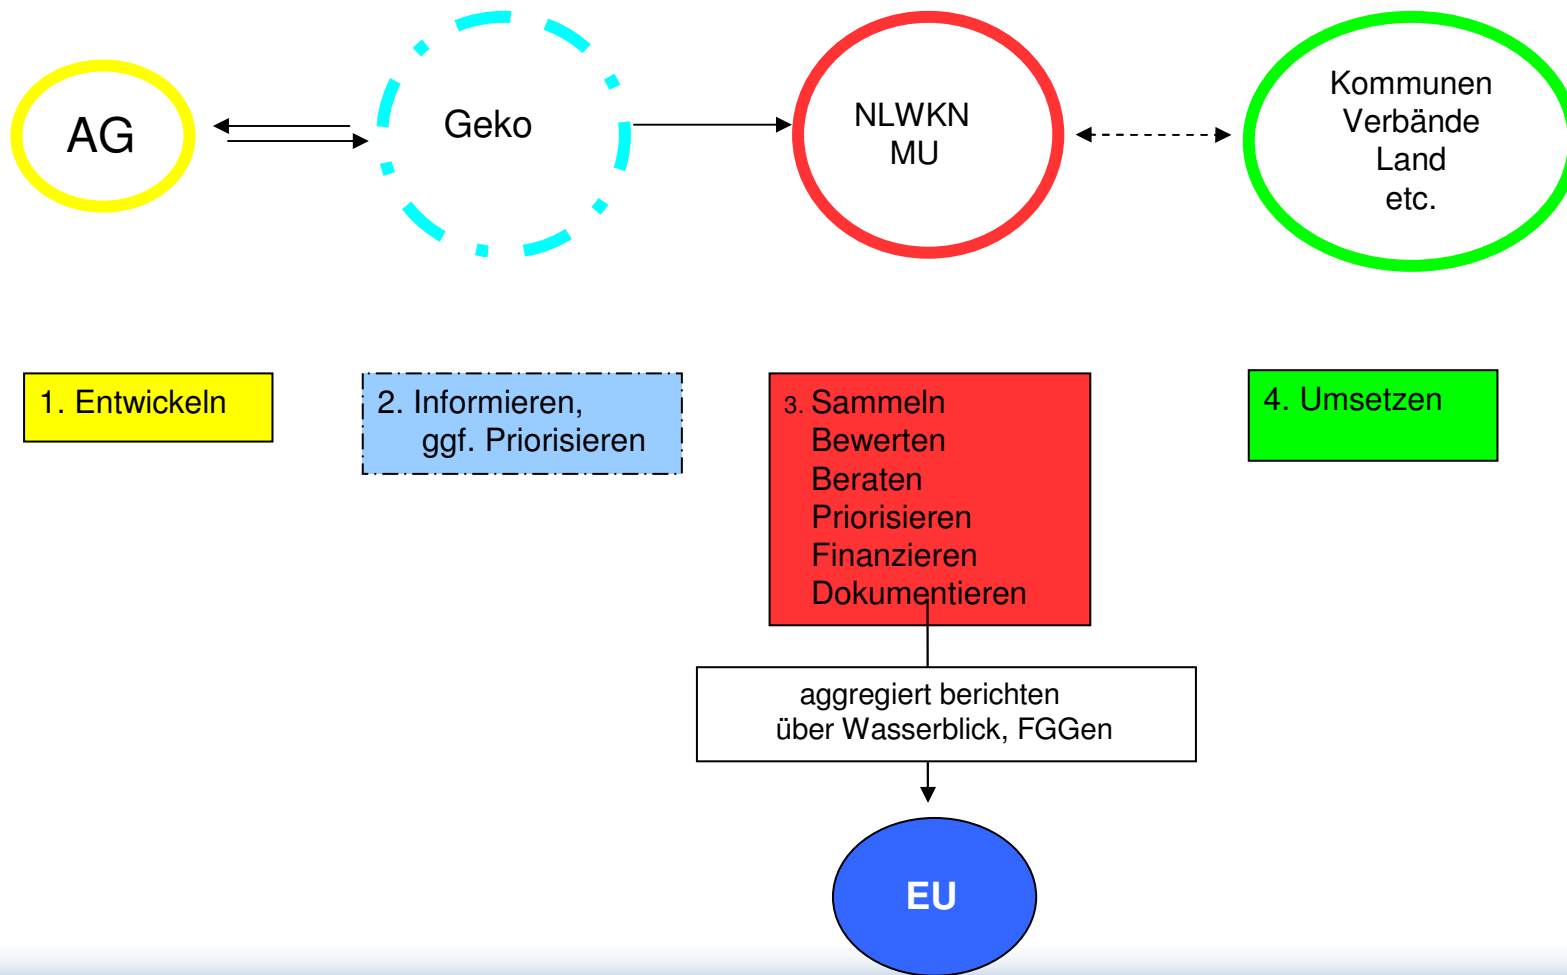 AG
Geko
NLWKN
MU
Kommunen
Verbände
Land
etc.
1. Entwickeln
2. Informieren,
ggf. Priorisieren
3. Sammeln
Bewerten
Beraten
Priorisieren
Finanzieren
Dokumentieren
4. Umsetzen
aggregiert berichten
über Wasserblick, FGGen
EU